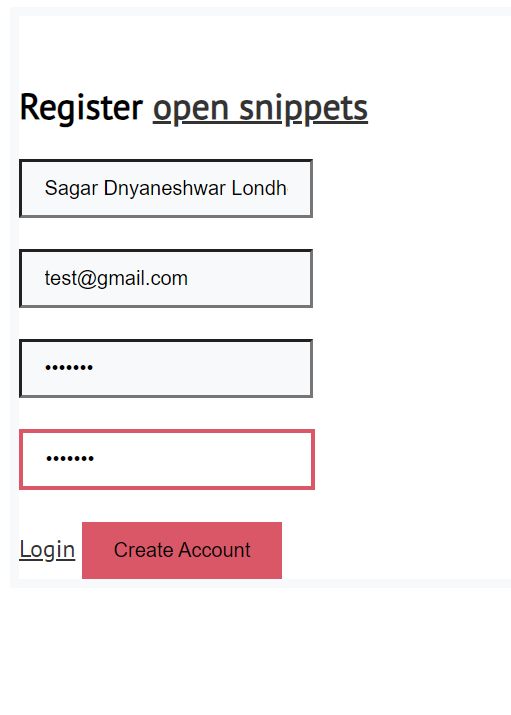 Register open snippets
Sagar Dnyaneshwar Londh
test@gmail.com
•••••••
•••••••
Login Create Account